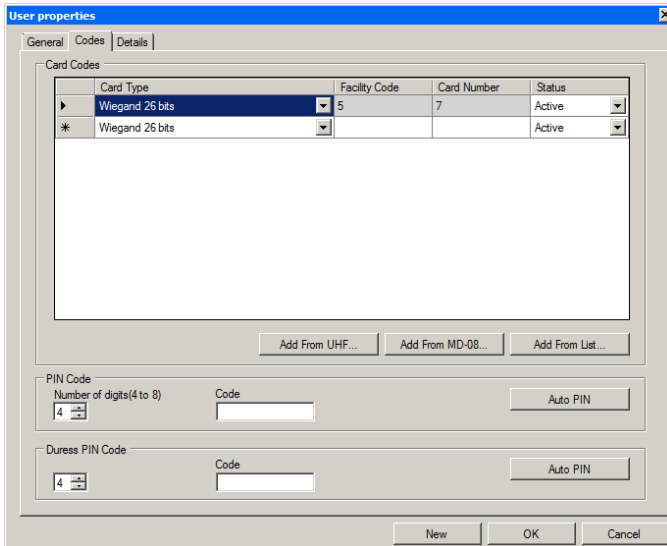 User properties
General Codes Details
Card Codes
Card Type Facility Code Card Number Status
Wiegand 26 bits 5 7 Active
Wiegand 26 bits Active
Add From UHF... Add From MD-08... Add From List...
PIN Code
Number of digits(4 to 8) Code
4 Auto PIN
Duress PIN Code
Code
4 Auto PIN
New OK Cancel